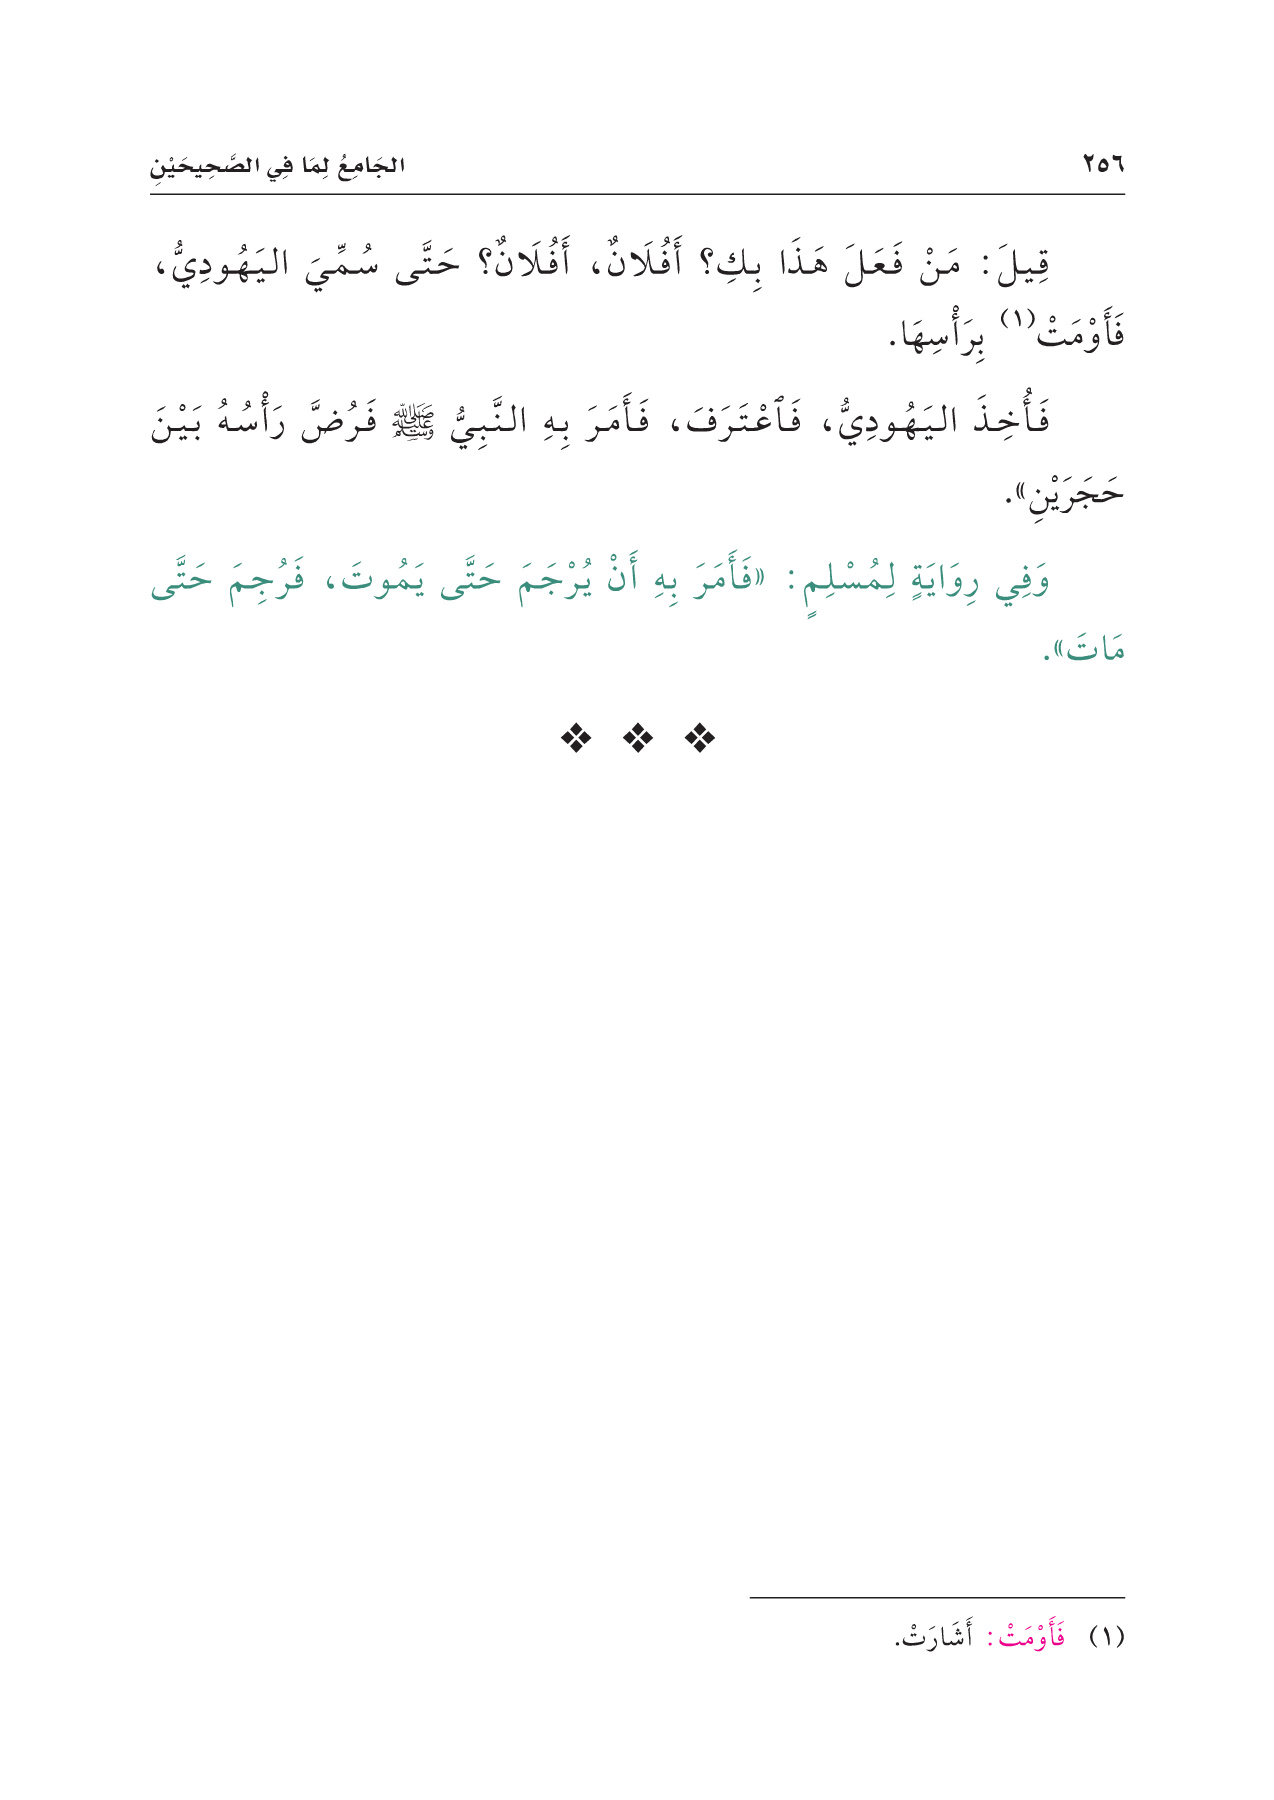 ٢٥٦ الجَامِعُ لِمَا فِي الصَّحِيحَيْنِ
قِيلَ: مَنْ فَعَلَ هَذَا بِكِ؟ أَفُلَانٌ، أَفُلَانٌ؟ حَتَّى سُمِّيَ اليَهُودِيُّ،
فَأَوْمَتْ(١) بِرَأْسِهَا.
فَأُخِذَ اليَهُودِيُّ، فَٱعْتَرَفَ، فَأَمَرَ بِهِ النَّبِيُّ ﷺ فَرُضَّ رَأْسُهُ بَيْنَ
حَجَرَيْنِ».
وَفِي رِوَايَةٍ لِمُسْلِمٍ: «فَأَمَرَ بِهِ أَنْ يُرْجَمَ حَتَّى يَمُوتَ، فَرُجِمَ حَتَّى
مَاتَ».
(١) فَأَوْمَتْ: أَشَارَتْ.